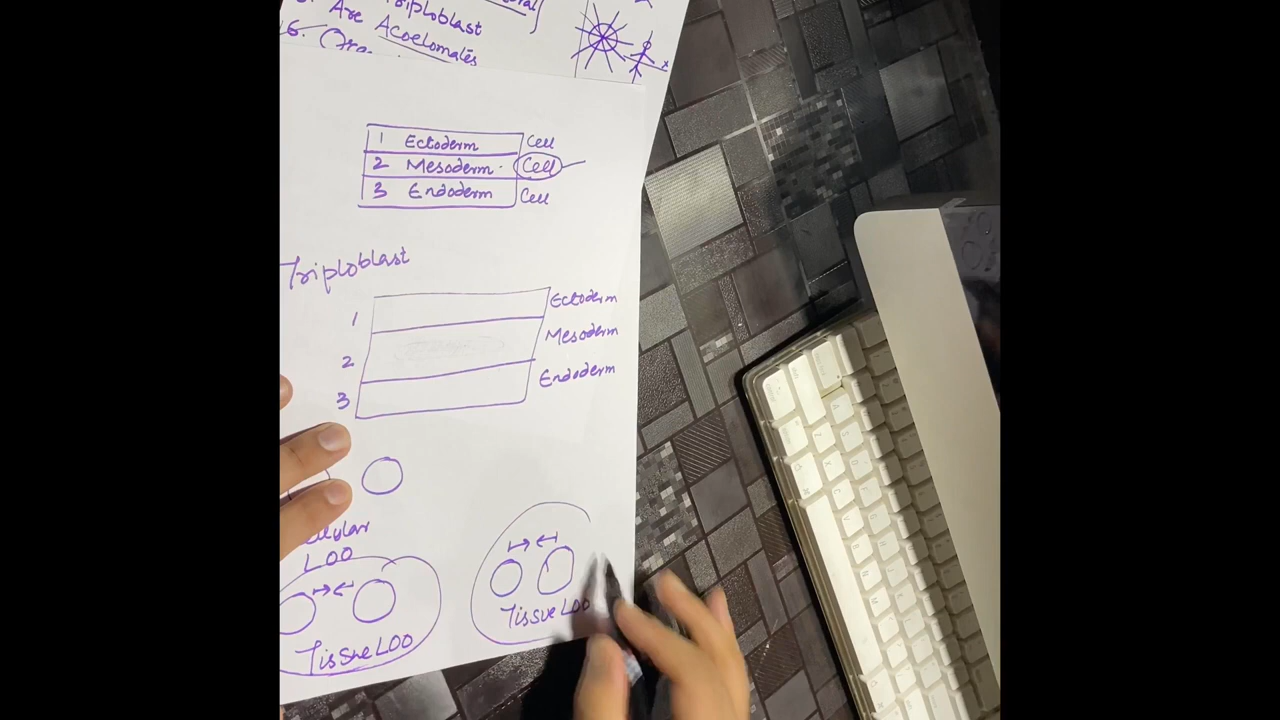 Are Triploblast
6. Acoelomates
1 Ectoderm Cell
2 Mesoderm Cell
3 Endoderm Cell
Triploblast
1 Ectoderm
2 Mesoderm
3 Endoderm
LOO
Tissue LOO
Tissue LOO